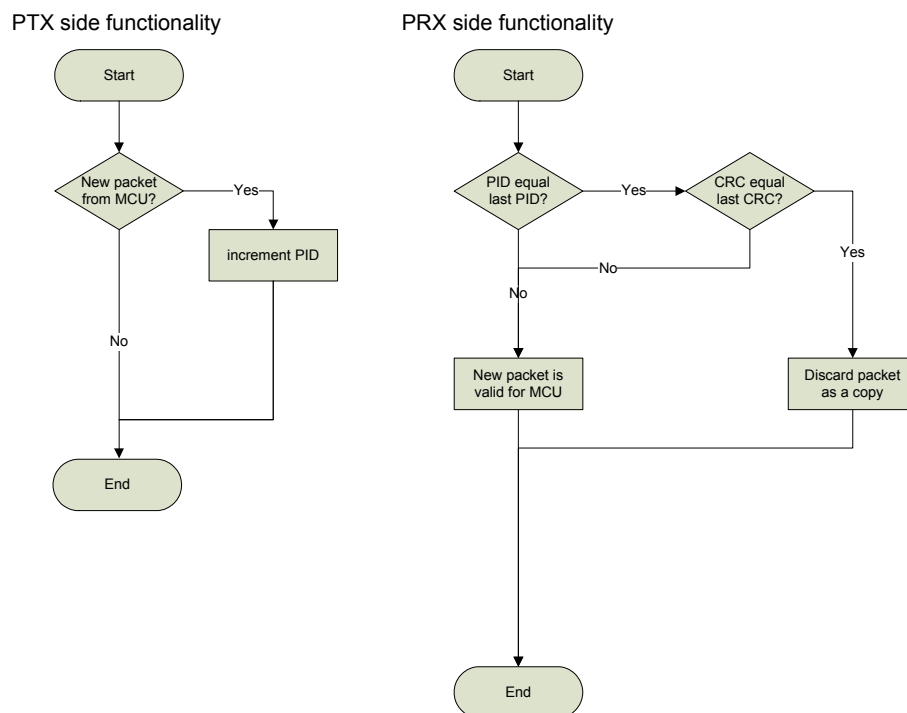 PTX side functionality
Start
New packet
from MCU?
Yes
increment PID
No
End
PRX side functionality
Start
PID equal
last PID?
Yes
CRC equal
last CRC?
Yes
No
No
New packet is
valid for MCU
Discard packet
as a copy
End